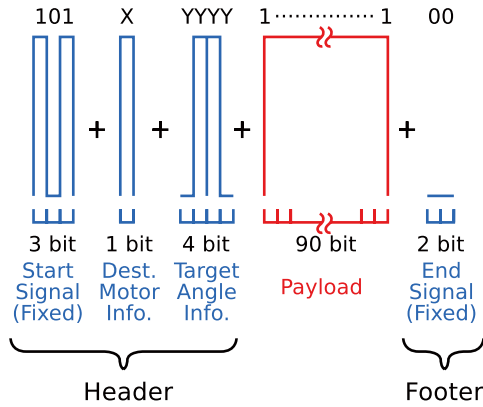 101 X YYYY 1 ⋯⋯⋯⋯⋯ 1 00
+ + + +
3 bit 1 bit 4 bit 90 bit 2 bit
Start Dest. Target End
Signal Motor Angle Payload Signal
(Fixed) Info. Info. (Fixed)
Header Footer